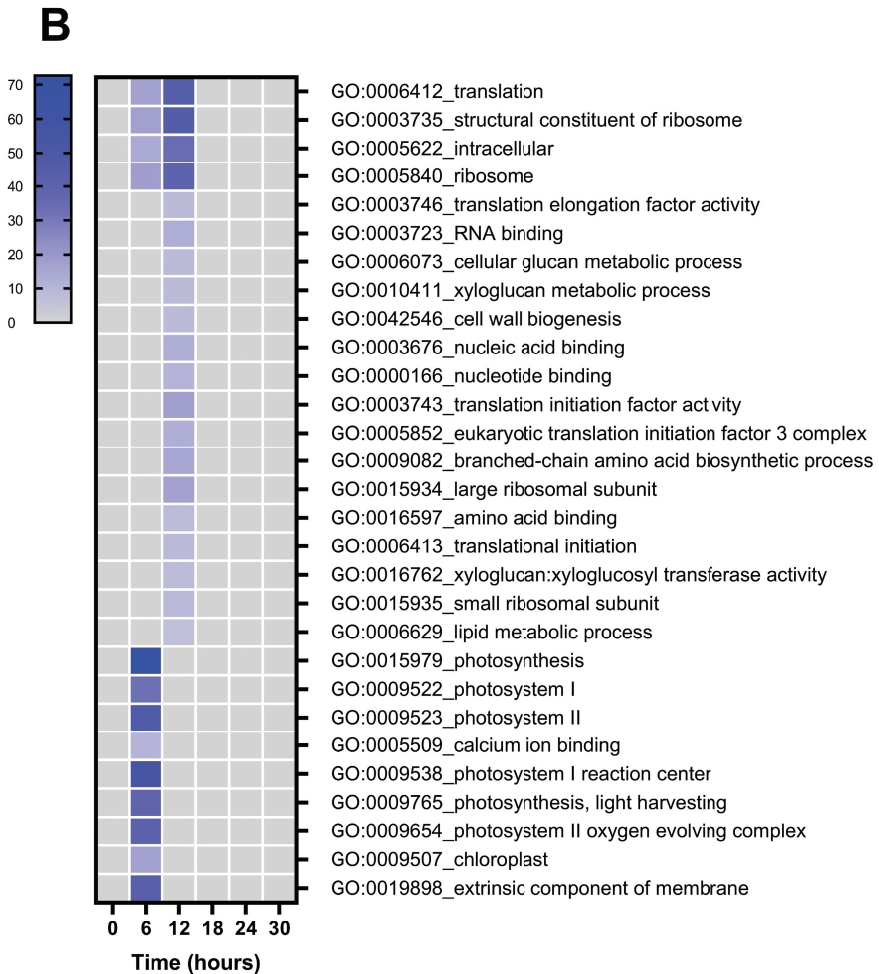 B
70
60
50
40
30
20
10
0
GO:0006412_translation
GO:0003735_structural constituent of ribosome
GO:0005622_intracellular
GO:0005840_ribosome
GO:0003746_translation elongation factor activity
GO:0003723_RNA binding
GO:0006073_cellular glucan metabolic process
GO:0010411_xyloglucan metabolic process
GO:0042546_cell wall biogenesis
GO:0003676_nucleic acid binding
GO:0000166_nucleotide binding
GO:0003743_translation initiation factor activity
GO:0005852_eukaryotic translation initiation factor 3 complex
GO:0009082_branched-chain amino acid biosynthetic process
GO:0015934_large ribosomal subunit
GO:0016597_amino acid binding
GO:0006413_translational initiation
GO:0016762_xyloglucan:xyloglucosyl transferase activity
GO:0015935_small ribosomal subunit
GO:0006629_lipid metabolic process
GO:0015979_photosynthesis
GO:0009522_photosystem I
GO:0009523_photosystem II
GO:0005509_calcium ion binding
GO:0009538_photosystem I reaction center
GO:0009765_photosynthesis, light harvesting
GO:0009654_photosystem II oxygen evolving complex
GO:0009507_chloroplast
GO:0019898_extrinsic component of membrane
0 6 12 18 24 30
Time (hours)